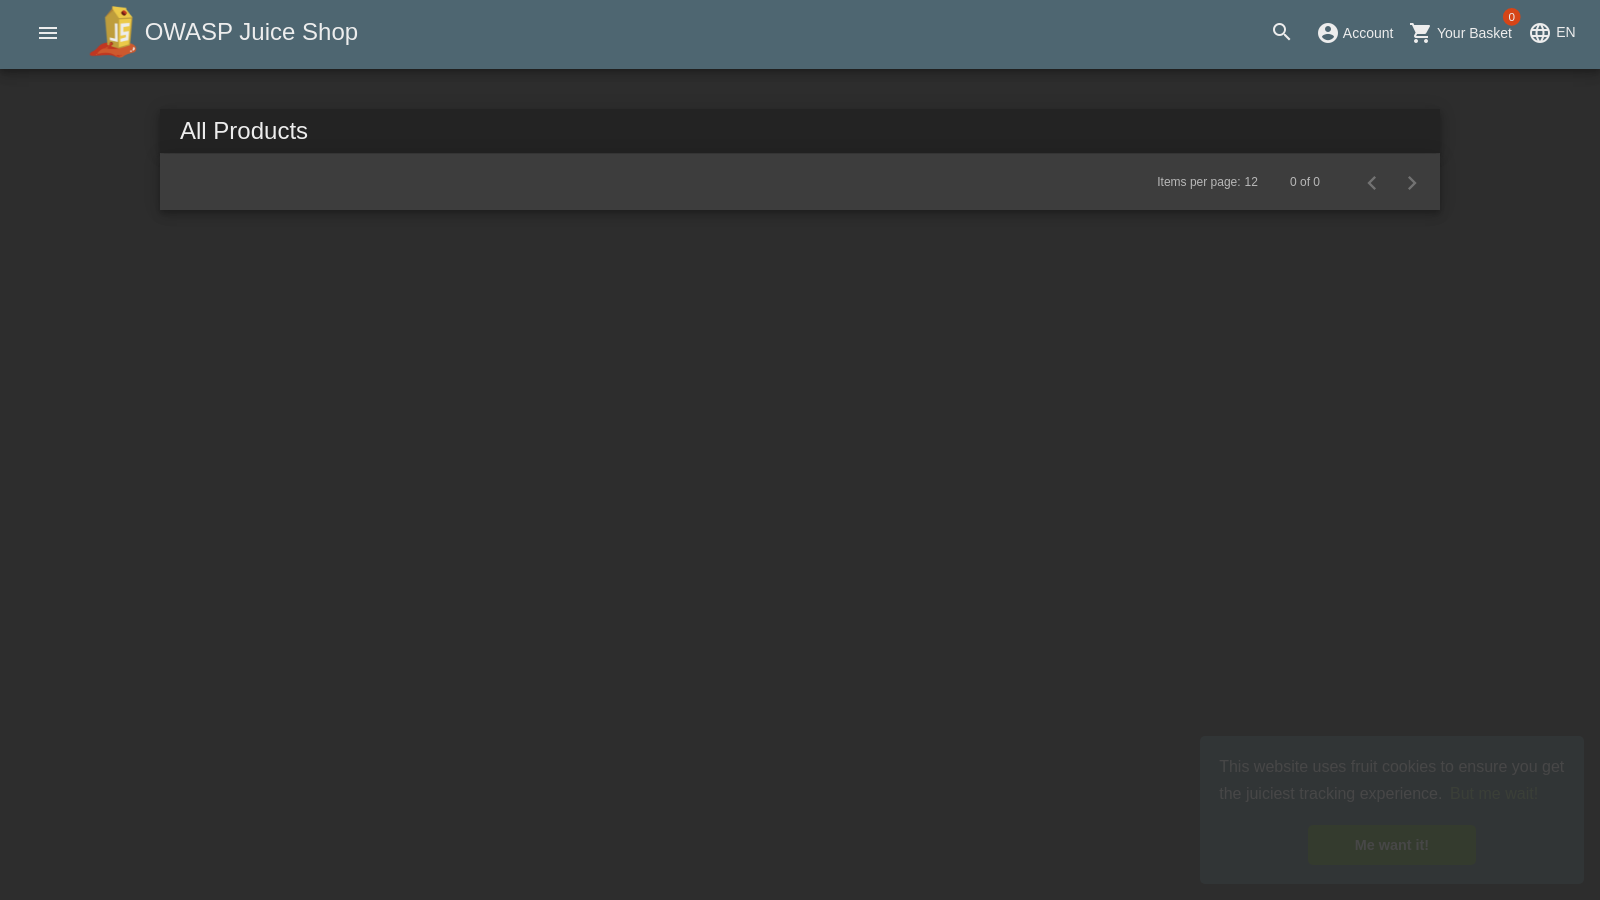 OWASP Juice Shop
Account
Your Basket
0
EN
All Products
Items per page: 12
0 of 0
This website uses fruit cookies to ensure you get
the juiciest tracking experience. But me wait!
Me want it!